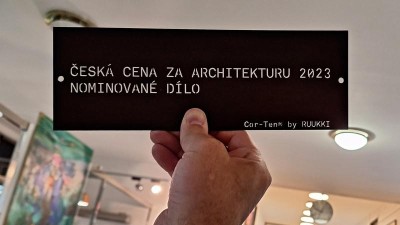 ČESKÁ CENA ZA ARCHITEKTURU 2023
NOMINOVANÉ DÍLO
Cor-Ten® by RUUKKI